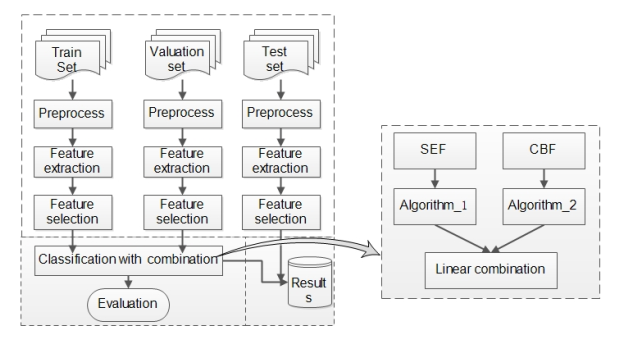 Train
Set
Valuation
set
Test
set
Preprocess
Preprocess
Preprocess
Feature
extraction
Feature
extraction
Feature
extraction
Feature
selection
Feature
selection
Feature
selection
Classification with combination
Evaluation
Result
s
SEF
CBF
Algorithm_1
Algorithm_2
Linear combination